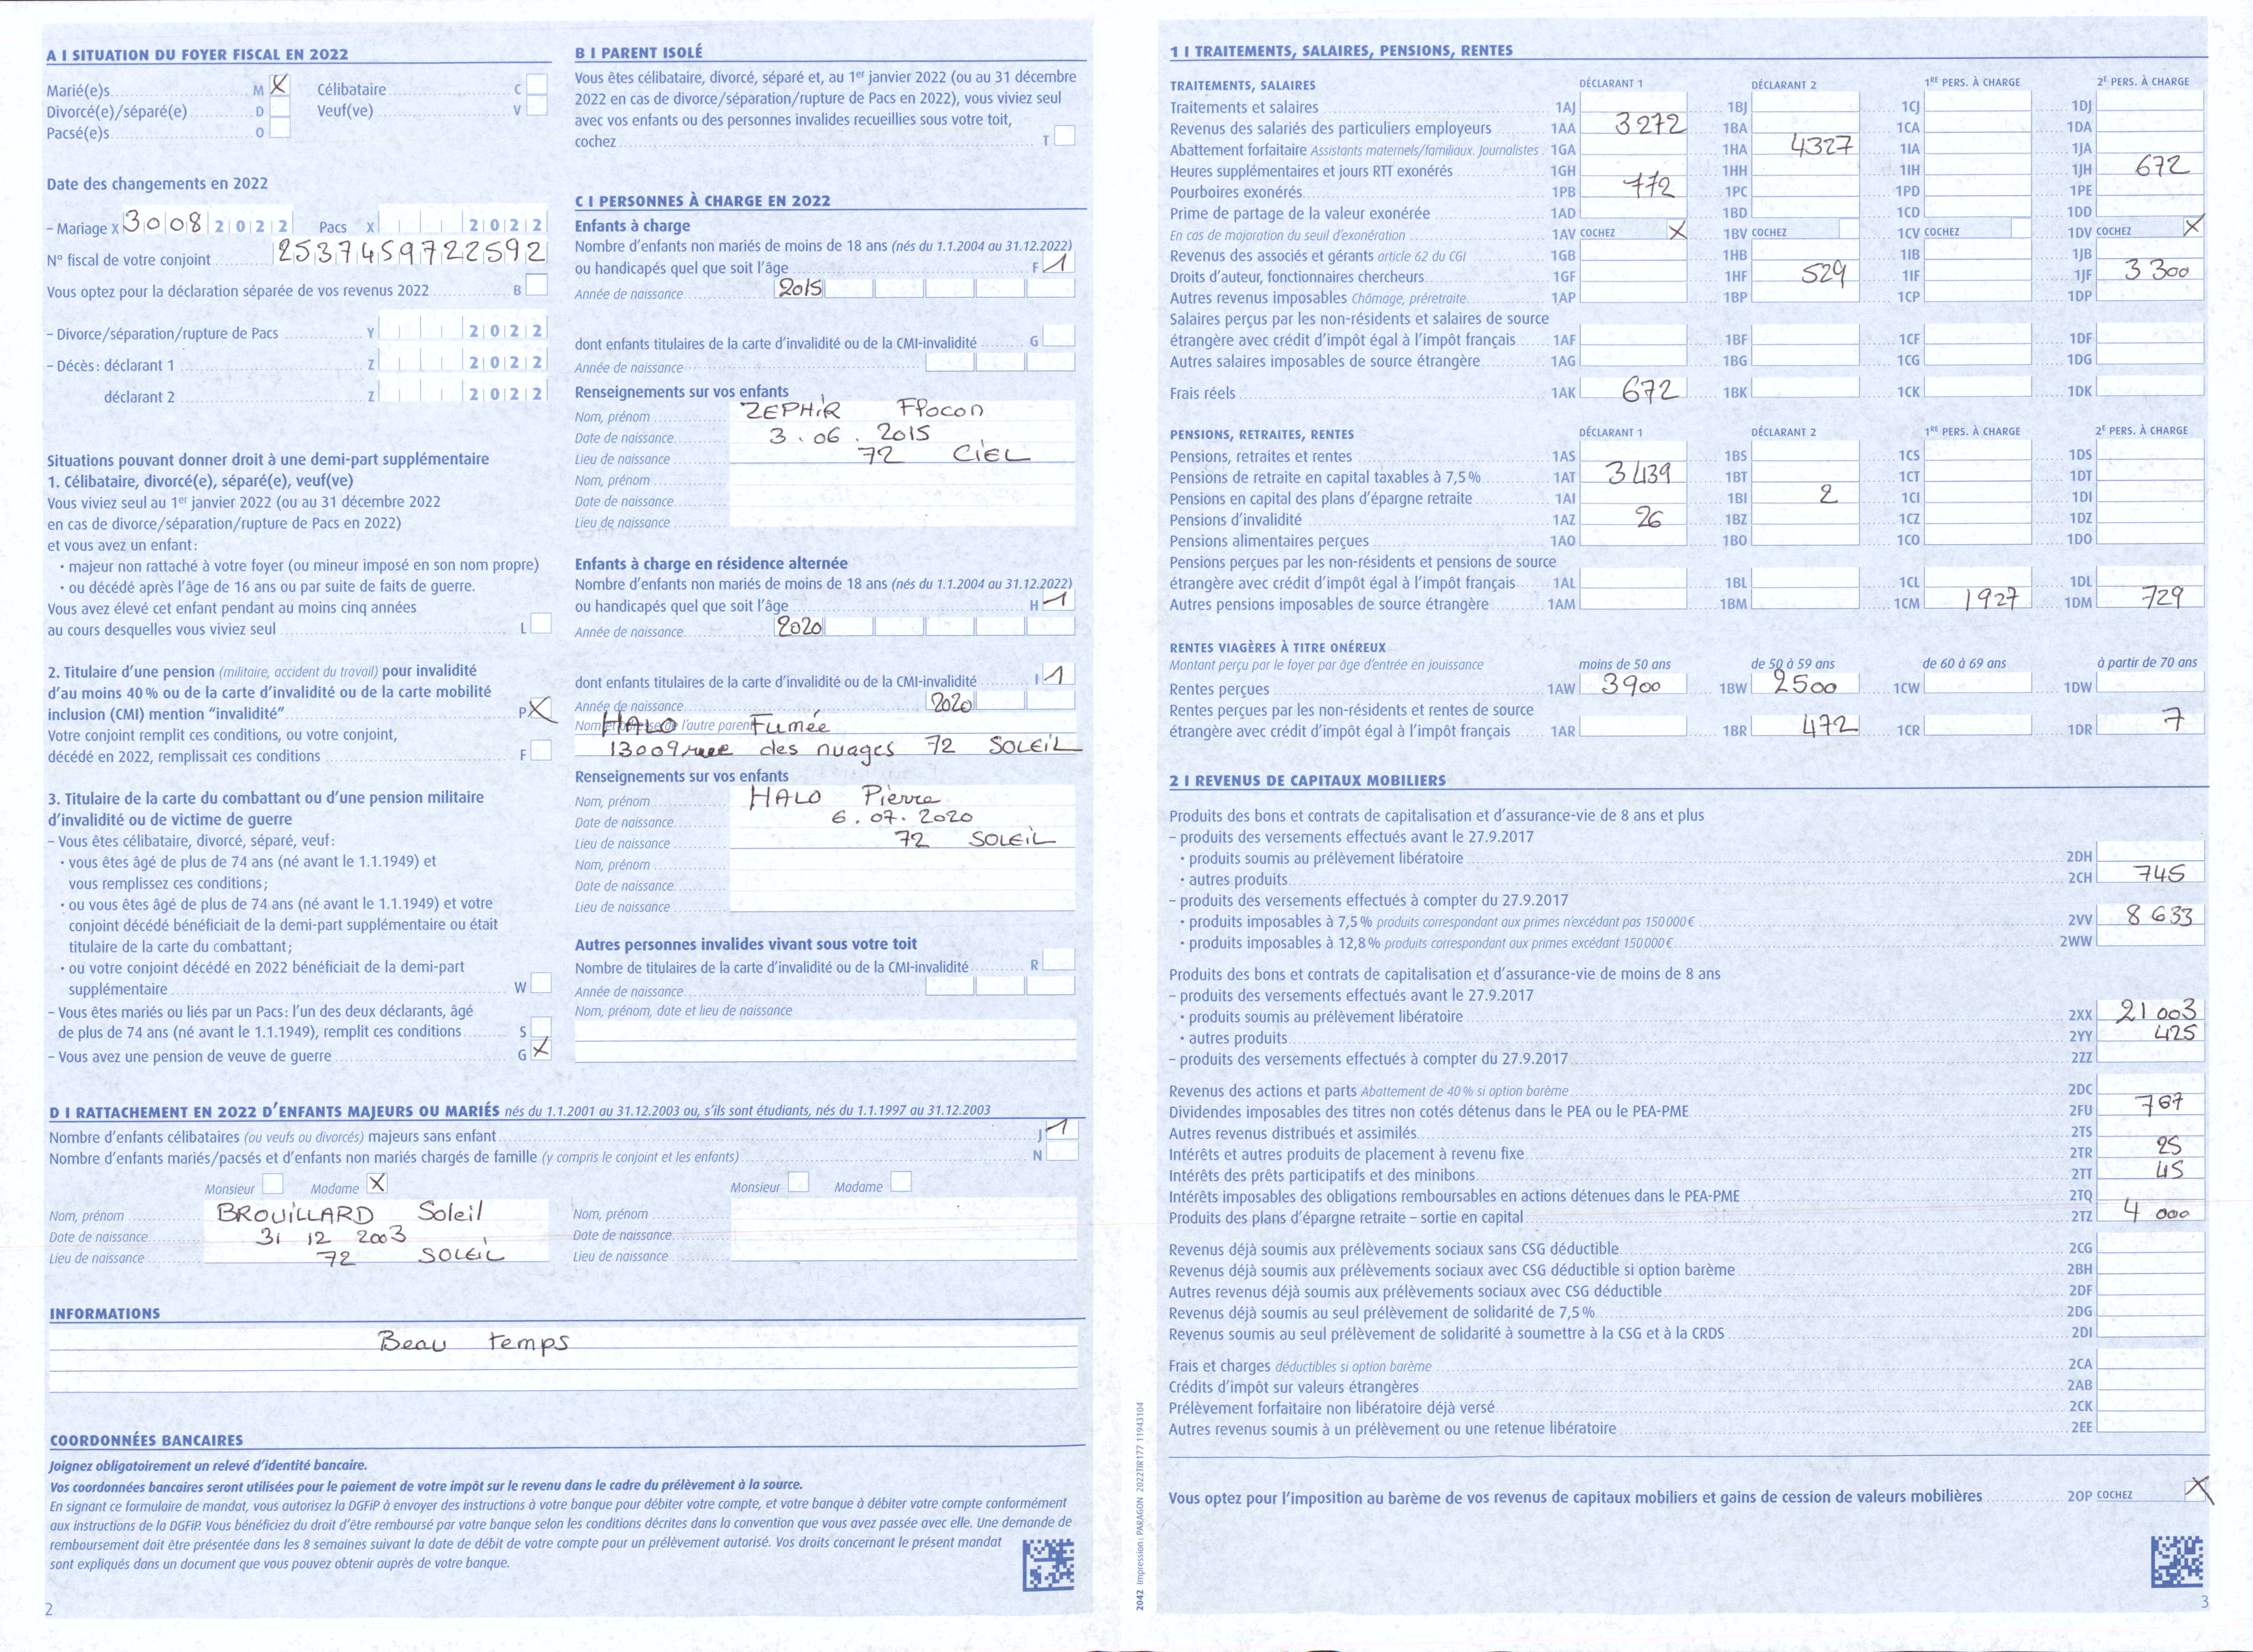 A I SITUATION DU FOYER FISCAL EN 2022
Marié(e)s M X Célibataire C
Divorcé(e)/séparé(e) D Veuf(ve) V
Pacsé(e)s O
Date des changements en 2022
– Mariage X 3 0 0 8 2 0 2 2 Pacs X 2 0 2 2
N° fiscal de votre conjoint 2537459722592
Vous optez pour la déclaration séparée de vos revenus 2022 B
– Divorce/séparation/rupture de Pacs Y 2 0 2 2
– Décès : déclarant 1 Z 2 0 2 2
déclarant 2 Z 2 0 2 2
Situations pouvant donner droit à une demi-part supplémentaire
1. Célibataire, divorcé(e), séparé(e), veuf(ve)
Vous viviez seul au 1er janvier 2022 (ou au 31 décembre 2022
en cas de divorce/séparation/rupture de Pacs en 2022)
et vous avez un enfant :
• majeur non rattaché à votre foyer (ou mineur imposé en son nom propre)
• ou décédé après l'âge de 16 ans ou par suite de faits de guerre.
Vous avez élevé cet enfant pendant au moins cinq années
au cours desquelles vous viviez seul L
2. Titulaire d'une pension (militaire, accident du travail) pour invalidité
d'au moins 40 % ou de la carte d'invalidité ou de la carte mobilité
inclusion (CMI) mention "invalidité" P X
Votre conjoint remplit ces conditions, ou votre conjoint,
décédé en 2022, remplissait ces conditions F
3. Titulaire de la carte du combattant ou d'une pension militaire
d'invalidité ou de victime de guerre
– Vous êtes célibataire, divorcé, séparé, veuf :
• vous êtes âgé de plus de 74 ans (né avant le 1.1.1949) et
vous remplissez ces conditions ;
• ou vous êtes âgé de plus de 74 ans (né avant le 1.1.1949) et votre
conjoint décédé bénéficiait de la demi-part supplémentaire ou était
titulaire de la carte du combattant ;
• ou votre conjoint décédé en 2022 bénéficiait de la demi-part
supplémentaire W
– Vous êtes mariés ou liés par un Pacs : l'un des deux déclarants, âgé
de plus de 74 ans (né avant le 1.1.1949), remplit ces conditions S
– Vous avez une pension de veuve de guerre G X
B I PARENT ISOLÉ
Vous êtes célibataire, divorcé, séparé et, au 1er janvier 2022 (ou au 31 décembre
2022 en cas de divorce/séparation/rupture de Pacs en 2022), vous viviez seul
avec vos enfants ou des personnes invalides recueillies sous votre toit,
cochez T
C I PERSONNES À CHARGE EN 2022
Enfants à charge
Nombre d'enfants non mariés de moins de 18 ans (nés du 1.1.2004 au 31.12.2022)
ou handicapés quel que soit l'âge F 1
Année de naissance 2015
dont enfants titulaires de la carte d'invalidité ou de la CMI-invalidité G
Année de naissance
Renseignements sur vos enfants
Nom, prénom ZEPHIR Flocon
Date de naissance 3 . 06 . 2015
Lieu de naissance 72 CIEL
Nom, prénom
Date de naissance
Lieu de naissance
Enfants à charge en résidence alternée
Nombre d'enfants non mariés de moins de 18 ans (nés du 1.1.2004 au 31.12.2022)
ou handicapés quel que soit l'âge H 1
Année de naissance 2020
dont enfants titulaires de la carte d'invalidité ou de la CMI-invalidité I 1
Année de naissance 2020
Nom et adresse de l'autre parent HALO Fumée
13009 rue des nuages 72 SOLEIL
Renseignements sur vos enfants
Nom, prénom HALO Pierre
Date de naissance 6 . 07 . 2020
Lieu de naissance 72 SOLEIL
Nom, prénom
Date de naissance
Lieu de naissance
Autres personnes invalides vivant sous votre toit
Nombre de titulaires de la carte d'invalidité ou de la CMI-invalidité R
Année de naissance
Nom, prénom, date et lieu de naissance
D I RATTACHEMENT EN 2022 D'ENFANTS MAJEURS OU MARIÉS nés du 1.1.2001 au 31.12.2003 ou, s'ils sont étudiants, nés du 1.1.1997 au 31.12.2003
Nombre d'enfants célibataires (ou veufs ou divorcés) majeurs sans enfant J 1
Nombre d'enfants mariés/pacsés et d'enfants non mariés chargés de famille (y compris le conjoint et les enfants) N
Monsieur Madame X Monsieur Madame
Nom, prénom BROUILLARD Soleil Nom, prénom
Date de naissance 31 12 2003 Date de naissance
Lieu de naissance 72 SOLEIL Lieu de naissance
INFORMATIONS
Beau temps
COORDONNÉES BANCAIRES
Joignez obligatoirement un relevé d'identité bancaire.
Vos coordonnées bancaires seront utilisées pour le paiement de votre impôt sur le revenu dans le cadre du prélèvement à la source.
En signant ce formulaire de mandat, vous autorisez la DGFiP à envoyer des instructions à votre banque pour débiter votre compte, et votre banque à débiter votre compte conformément
aux instructions de la DGFiP. Vous bénéficiez du droit d'être remboursé par votre banque selon les conditions décrites dans la convention que vous avez passée avec elle. Une demande de
remboursement doit être présentée dans les 8 semaines suivant la date de débit de votre compte pour un prélèvement autorisé. Vos droits concernant le présent mandat
sont expliqués dans un document que vous pouvez obtenir auprès de votre banque.
2
2042 Impression : PARAGON 2022TIR177 11943104
1 I TRAITEMENTS, SALAIRES, PENSIONS, RENTES
TRAITEMENTS, SALAIRES DÉCLARANT 1 DÉCLARANT 2 1RE PERS. À CHARGE 2E PERS. À CHARGE
Traitements et salaires 1AJ 1BJ 1CJ 1DJ
Revenus des salariés des particuliers employeurs 1AA 3272 1BA 1CA 1DA
Abattement forfaitaire Assistants maternels/familiaux. Journalistes 1GA 1HA 4327 1IA 1JA
Heures supplémentaires et jours RTT exonérés 1GH 1HH 1IH 1JH 672
Pourboires exonérés 1PB 772 1PC 1PD 1PE
Prime de partage de la valeur exonérée 1AD 1BD 1CD 1DD
En cas de majoration du seuil d'exonération 1AV COCHEZ X 1BV COCHEZ 1CV COCHEZ 1DV COCHEZ X
Revenus des associés et gérants article 62 du CGI 1GB 1HB 1IB 1JB
Droits d'auteur, fonctionnaires chercheurs 1GF 1HF 529 1IF 1JF 3 300
Autres revenus imposables Chômage, préretraite 1AP 1BP 1CP 1DP
Salaires perçus par les non-résidents et salaires de source
étrangère avec crédit d'impôt égal à l'impôt français 1AF 1BF 1CF 1DF
Autres salaires imposables de source étrangère 1AG 1BG 1CG 1DG
Frais réels 1AK 672 1BK 1CK 1DK
PENSIONS, RETRAITES, RENTES DÉCLARANT 1 DÉCLARANT 2 1RE PERS. À CHARGE 2E PERS. À CHARGE
Pensions, retraites et rentes 1AS 1BS 1CS 1DS
Pensions de retraite en capital taxables à 7,5 % 1AT 3439 1BT 1CT 1DT
Pensions en capital des plans d'épargne retraite 1AI 1BI 2 1CI 1DI
Pensions d'invalidité 1AZ 26 1BZ 1CZ 1DZ
Pensions alimentaires perçues 1AO 1BO 1CO 1DO
Pensions perçues par les non-résidents et pensions de source
étrangère avec crédit d'impôt égal à l'impôt français 1AL 1BL 1CL 1DL
Autres pensions imposables de source étrangère 1AM 1BM 1CM 1927 1DM 729
RENTES VIAGÈRES À TITRE ONÉREUX
Montant perçu par le foyer par âge d'entrée en jouissance moins de 50 ans de 50 à 59 ans de 60 à 69 ans à partir de 70 ans
Rentes perçues 1AW 3900 1BW 2500 1CW 1DW
Rentes perçues par les non-résidents et rentes de source
étrangère avec crédit d'impôt égal à l'impôt français 1AR 1BR 472 1CR 1DR 7
2 I REVENUS DE CAPITAUX MOBILIERS
Produits des bons et contrats de capitalisation et d'assurance-vie de 8 ans et plus
– produits des versements effectués avant le 27.9.2017
• produits soumis au prélèvement libératoire 2DH
• autres produits 2CH 745
– produits des versements effectués à compter du 27.9.2017
• produits imposables à 7,5 % produits correspondant aux primes n'excédant pas 150 000 € 2VV 8 633
• produits imposables à 12,8 % produits correspondant aux primes excédant 150 000 € 2WW
Produits des bons et contrats de capitalisation et d'assurance-vie de moins de 8 ans
– produits des versements effectués avant le 27.9.2017
• produits soumis au prélèvement libératoire 2XX 21 003
• autres produits 2YY 425
– produits des versements effectués à compter du 27.9.2017 2ZZ
Revenus des actions et parts Abattement de 40 % si option barème 2DC
Dividendes imposables des titres non cotés détenus dans le PEA ou le PEA-PME 2FU 767
Autres revenus distribués et assimilés 2TS
Intérêts et autres produits de placement à revenu fixe 2TR 25
Intérêts des prêts participatifs et des minibons 2TT 45
Intérêts imposables des obligations remboursables en actions détenues dans le PEA-PME 2TQ
Produits des plans d'épargne retraite – sortie en capital 2TZ 4 000
Revenus déjà soumis aux prélèvements sociaux sans CSG déductible 2CG
Revenus déjà soumis aux prélèvements sociaux avec CSG déductible si option barème 2BH
Autres revenus déjà soumis aux prélèvements sociaux avec CSG déductible 2DF
Revenus déjà soumis au seul prélèvement de solidarité de 7,5 % 2DG
Revenus soumis au seul prélèvement de solidarité à soumettre à la CSG et à la CRDS 2DI
Frais et charges déductibles si option barème 2CA
Crédits d'impôt sur valeurs étrangères 2AB
Prélèvement forfaitaire non libératoire déjà versé 2CK
Autres revenus soumis à un prélèvement ou une retenue libératoire 2EE
Vous optez pour l'imposition au barème de vos revenus de capitaux mobiliers et gains de cession de valeurs mobilières 2OP COCHEZ X
3